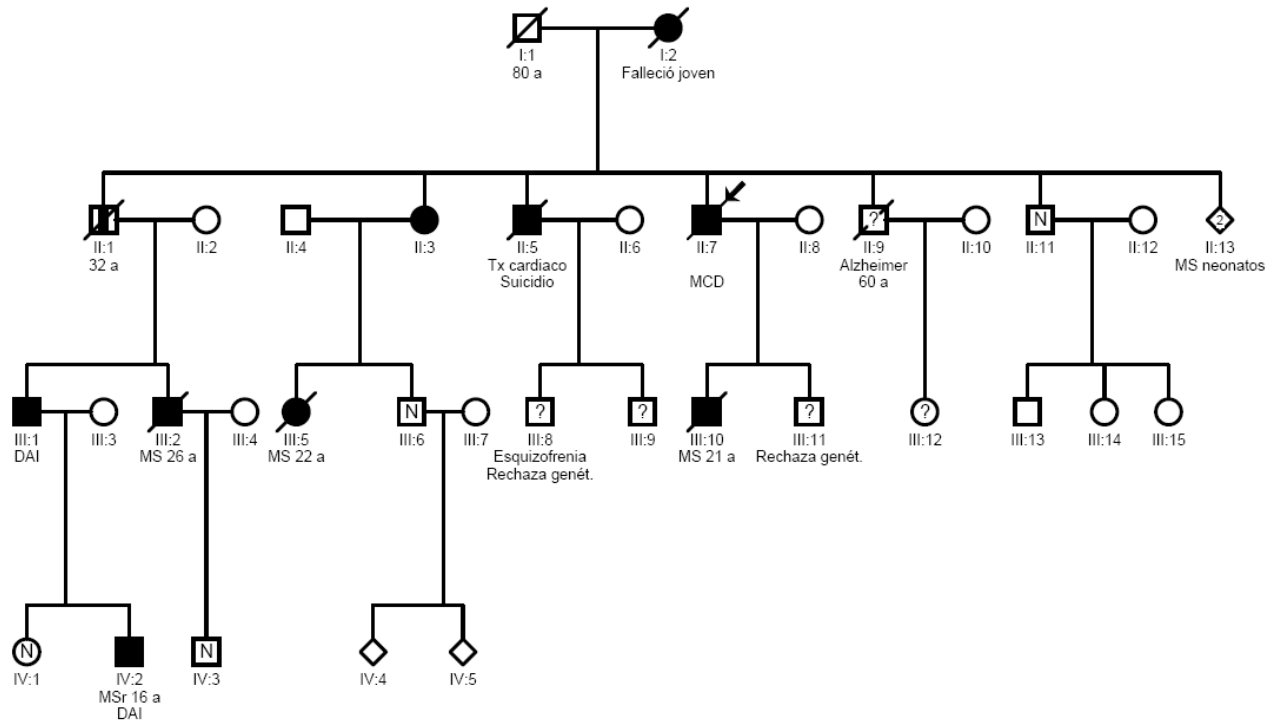 I:1
80 a
I:2
Falleció joven
II:1
32 a
II:2
II:4
II:3
II:5
Tx cardiaco
Suicidio
II:6
II:7
MCD
II:8
?
II:9
Alzheimer
60 a
II:10
N
II:11
II:12
2
II:13
MS neonatos
III:1
DAI
III:3
III:2
MS 26 a
III:4
III:5
MS 22 a
N
III:6
III:7
?
III:8
Esquizofrenia
Rechaza genét.
?
III:9
III:10
MS 21 a
?
III:11
Rechaza genét.
?
III:12
III:13
III:14
III:15
N
IV:1
IV:2
MSr 16 a
DAI
N
IV:3
IV:4
IV:5